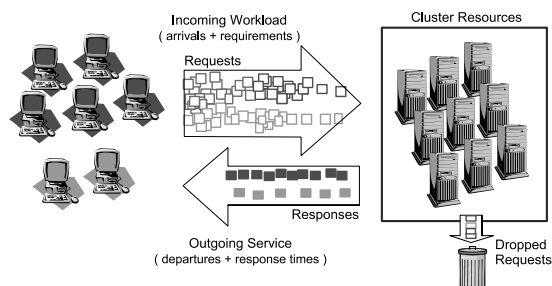 Incoming Workload
( arrivals + requirements )
Requests
Cluster Resources
Responses
Outgoing Service
( departures + response times )
Dropped
Requests